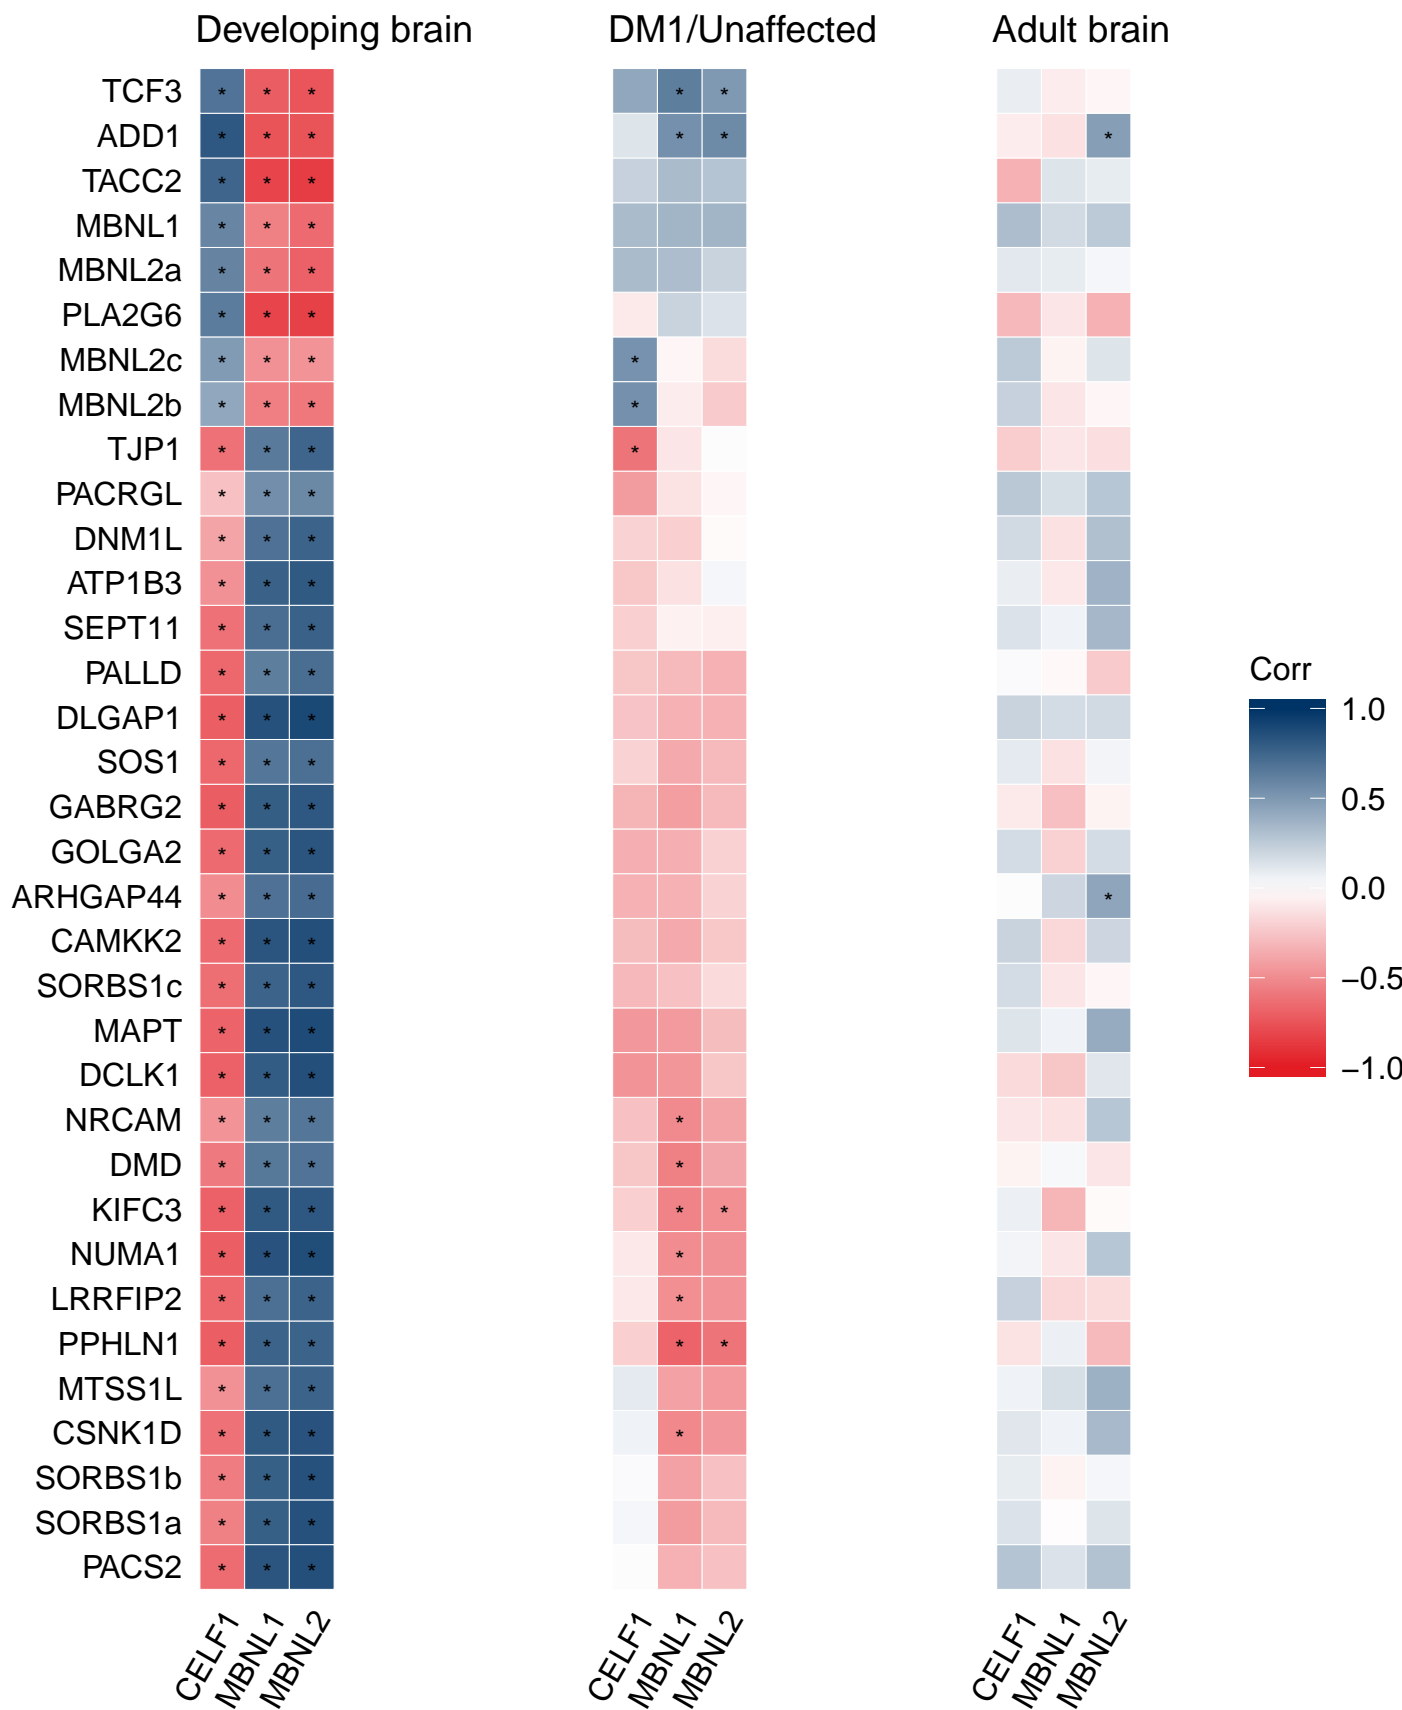 Developing brain
DM1/Unaffected
Adult brain
TCF3
ADD1
TACC2
MBNL1
MBNL2a
PLA2G6
MBNL2c
MBNL2b
TJP1
PACRGL
DNM1L
ATP1B3
SEPT11
PALLD
DLGAP1
SOS1
GABRG2
GOLGA2
ARHGAP44
CAMKK2
SORBS1c
MAPT
DCLK1
NRCAM
DMD
KIFC3
NUMA1
LRRFIP2
PPHLN1
MTSS1L
CSNK1D
SORBS1b
SORBS1a
PACS2
CELF1
MBNL1
MBNL2
CELF1
MBNL1
MBNL2
CELF1
MBNL1
MBNL2
Corr
1.0
0.5
0.0
−0.5
−1.0